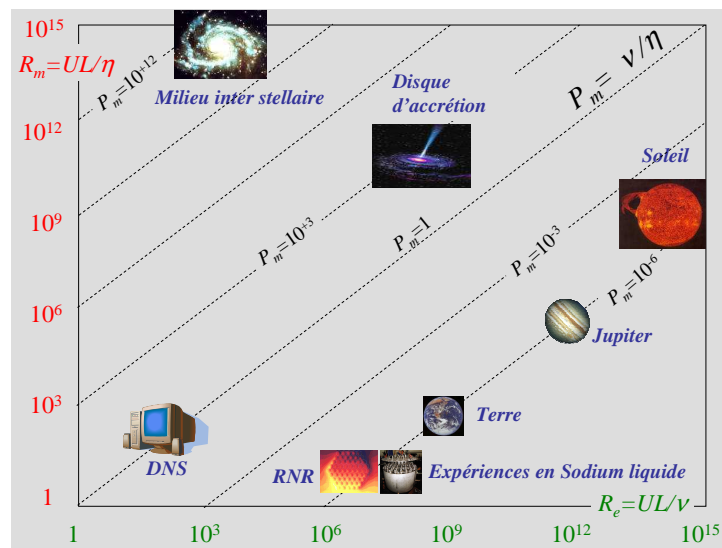 10¹⁵
R_m=UL/η
P_m=10⁺¹²
Milieu inter stellaire
Disque
d'accrétion
P_m= ν/η
10¹²
Soleil
10⁹
P_m=10⁺³
P_m=1
P_m=10⁻³
P_m=10⁻⁶
10⁶
Jupiter
10³
Terre
DNS
RNR
Expériences en Sodium liquide
1
R_e=UL/ν
1
10³
10⁶
10⁹
10¹²
10¹⁵